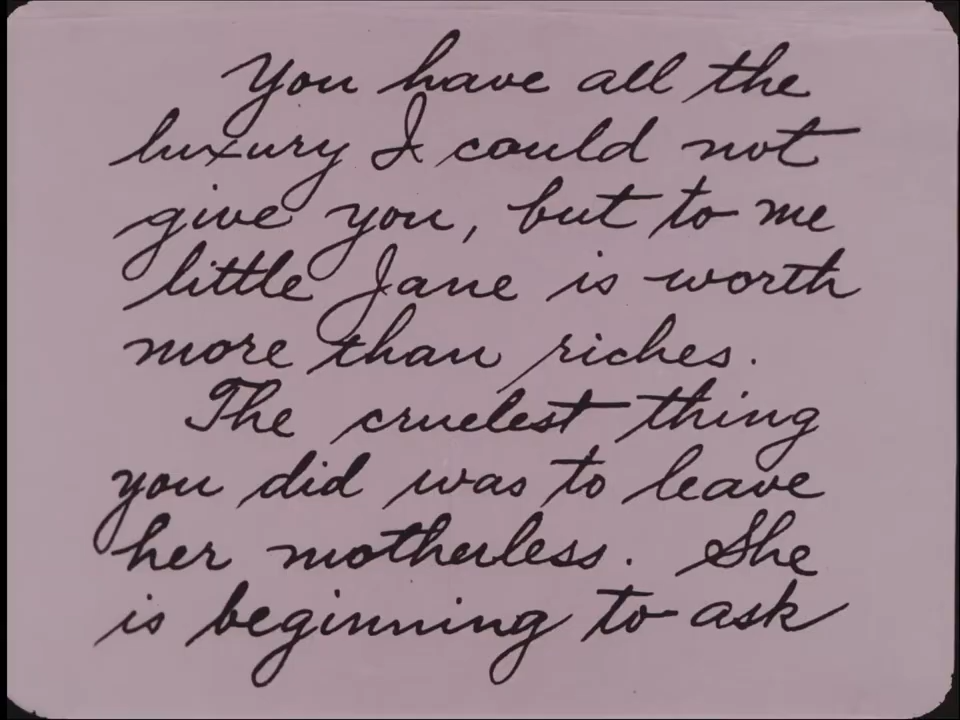 You have all the
luxury I could not
give you, but to me
little Jane is worth
more than riches.
The cruelest thing
you did was to leave
her motherless. She
is beginning to ask